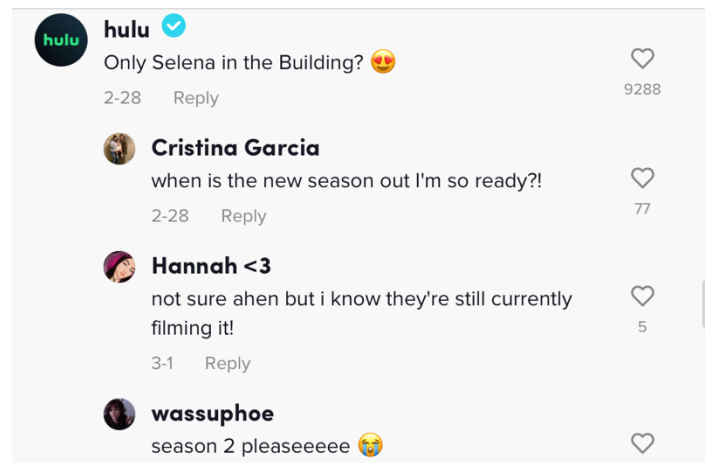 hulu
hulu
Only Selena in the Building? 😍
9288
2-28 Reply
Cristina Garcia
when is the new season out I'm so ready?!
77
2-28 Reply
Hannah <3
not sure ahen but i know they're still currently
filming it!
5
3-1 Reply
wassuphoe
season 2 pleaseeeee 😭